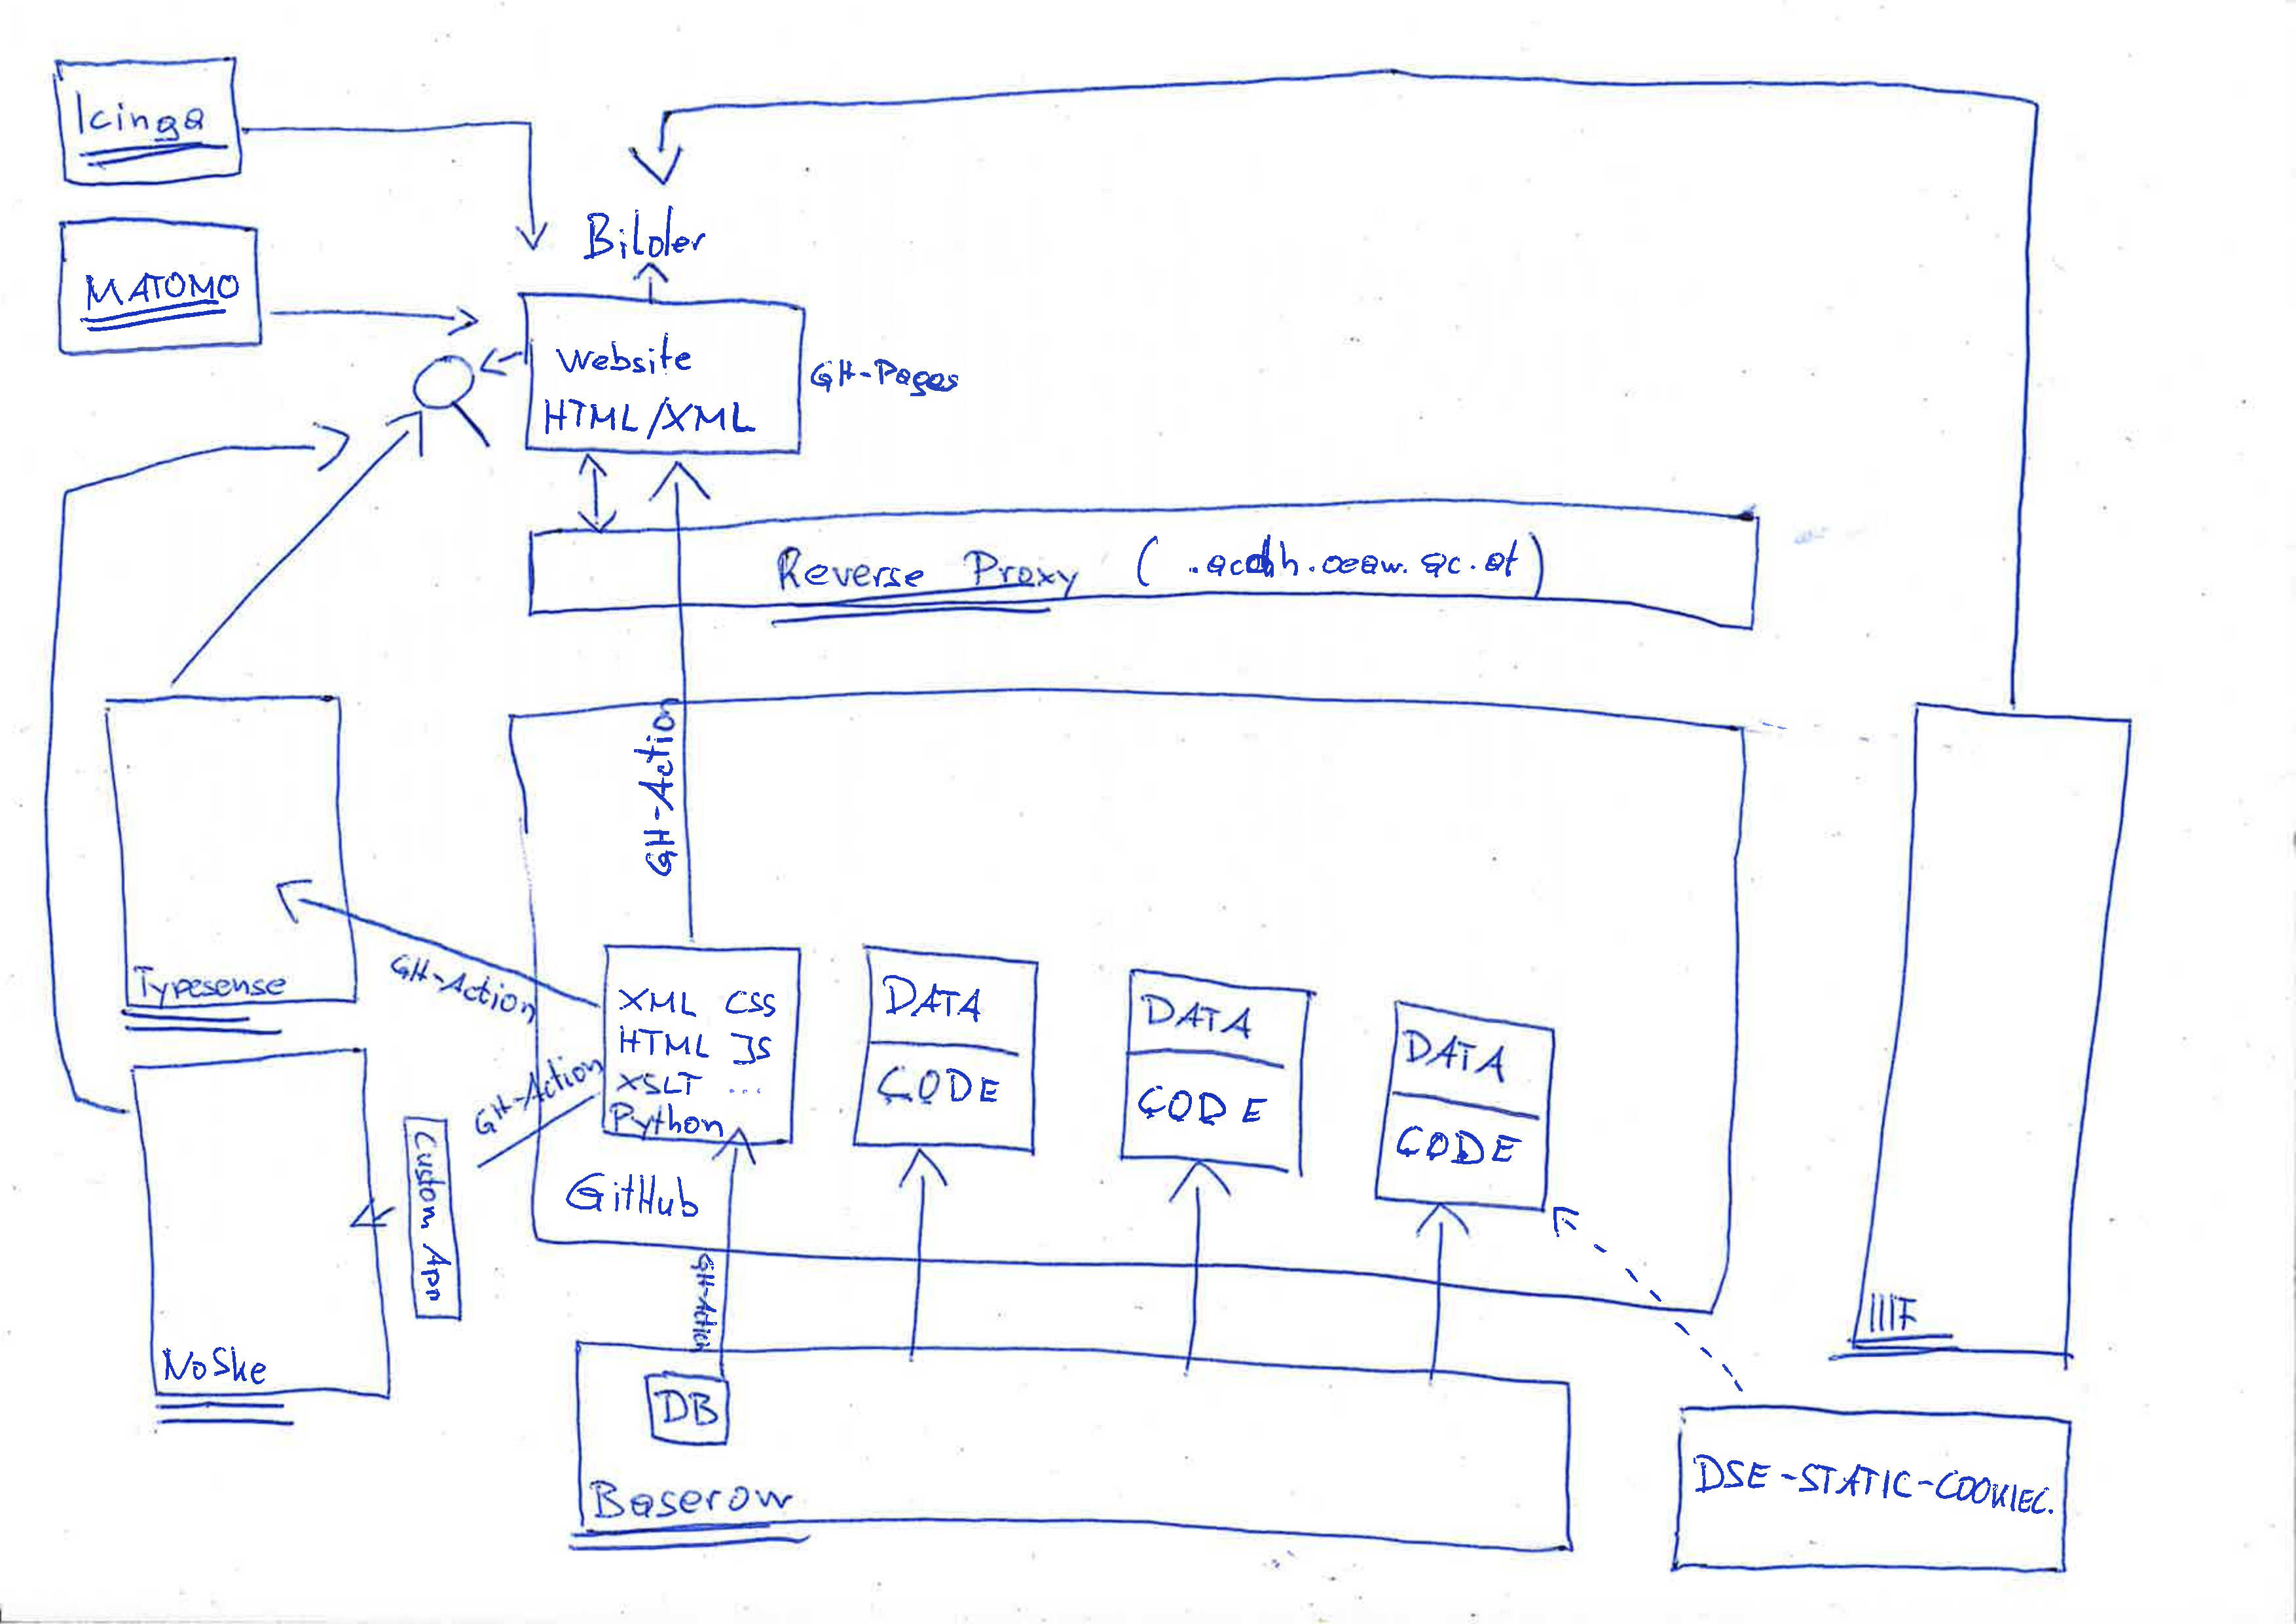 Icinga
MATOMO
Bilder
Website
HTML/XML
GH-Pages
Reverse Proxy (.acdh.oeaw.ac.at)
GH-Action
Typesense
GH-Action
XML CSS
HTML JS
XSLT ...
Python
DATA
CODE
DATA
CODE
DATA
CODE
GH-Action
Custom App
GitHub
GH-Action
NoSke
IIIF
DB
Baserow
DSE-STATIC-COOKIEC.